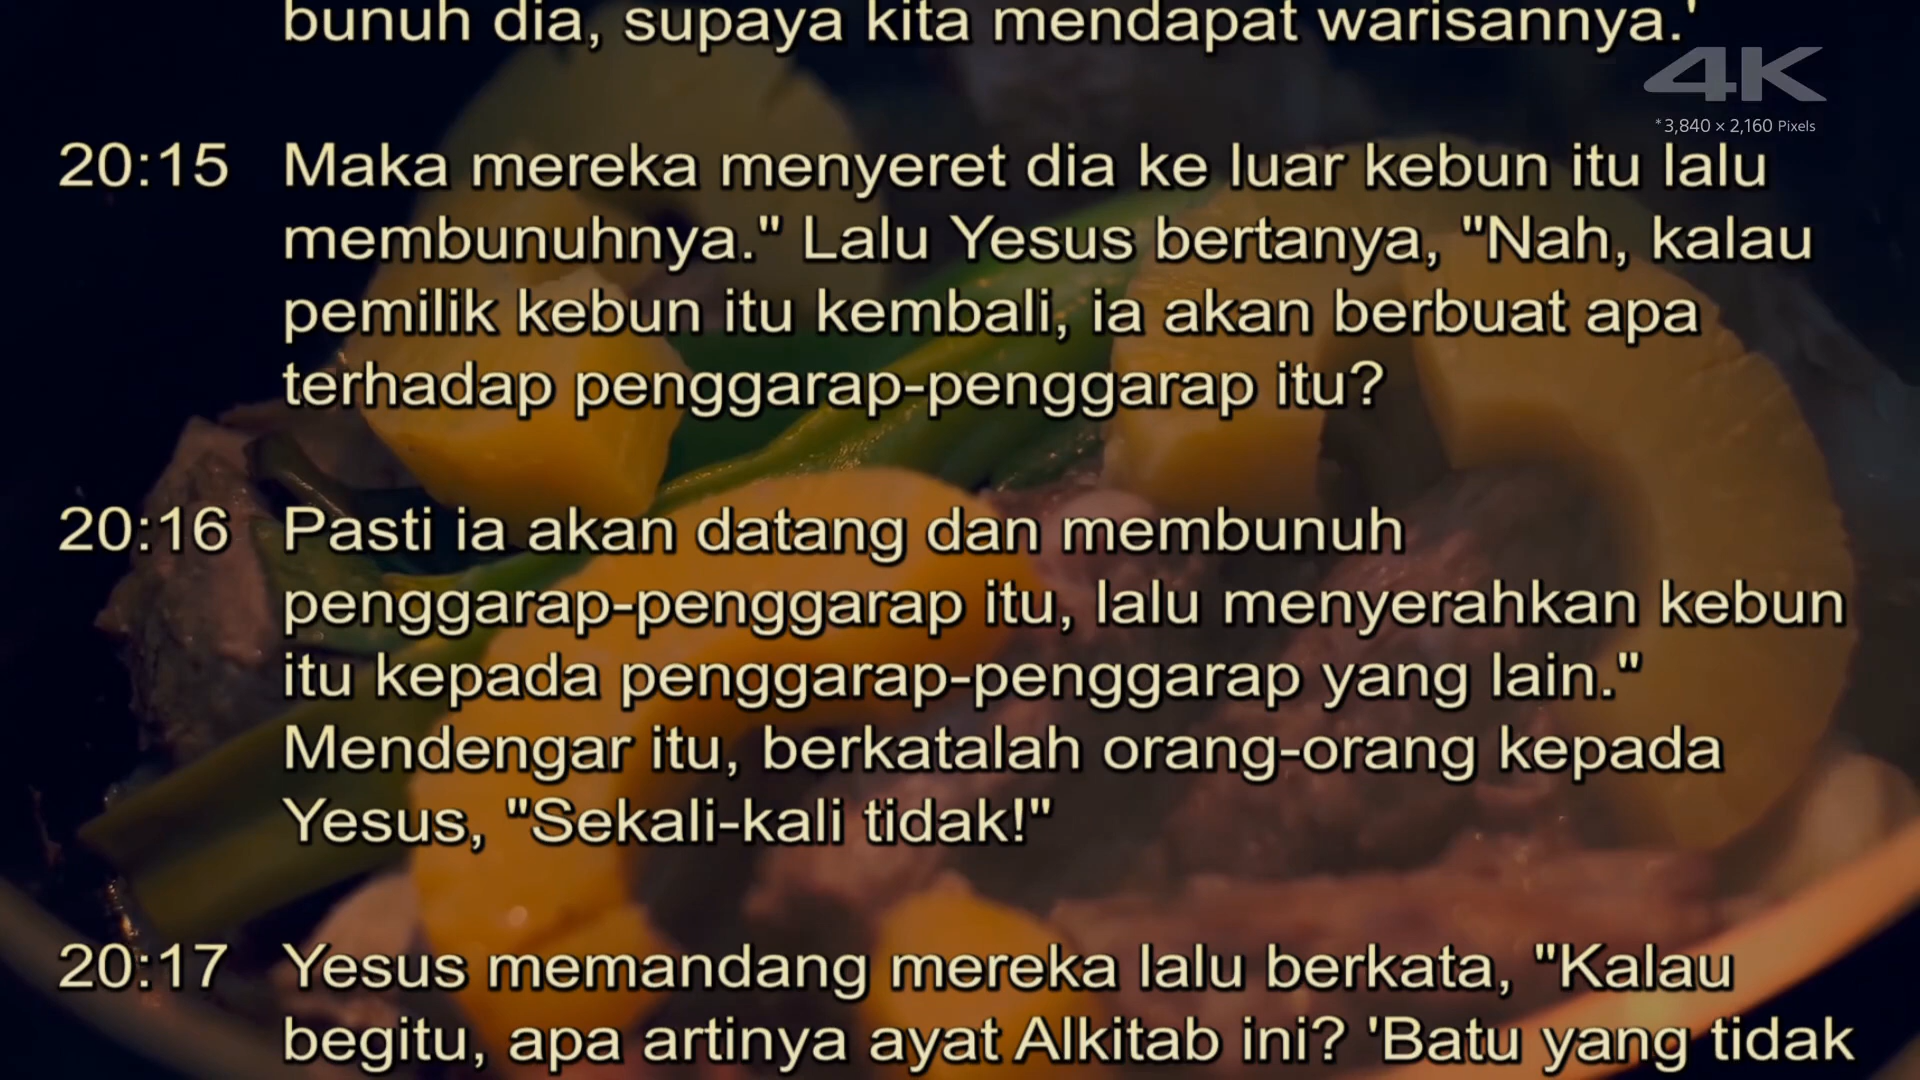 bunuh dia, supaya kita mendapat warisannya.'
4K
*3,840 × 2,160 Pixels
20:15 Maka mereka menyeret dia ke luar kebun itu lalu
membunuhnya." Lalu Yesus bertanya, "Nah, kalau
pemilik kebun itu kembali, ia akan berbuat apa
terhadap penggarap-penggarap itu?
20:16 Pasti ia akan datang dan membunuh
penggarap-penggarap itu, lalu menyerahkan kebun
itu kepada penggarap-penggarap yang lain."
Mendengar itu, berkatalah orang-orang kepada
Yesus, "Sekali-kali tidak!"
20:17 Yesus memandang mereka lalu berkata, "Kalau
begitu, apa artinya ayat Alkitab ini? 'Batu yang tidak